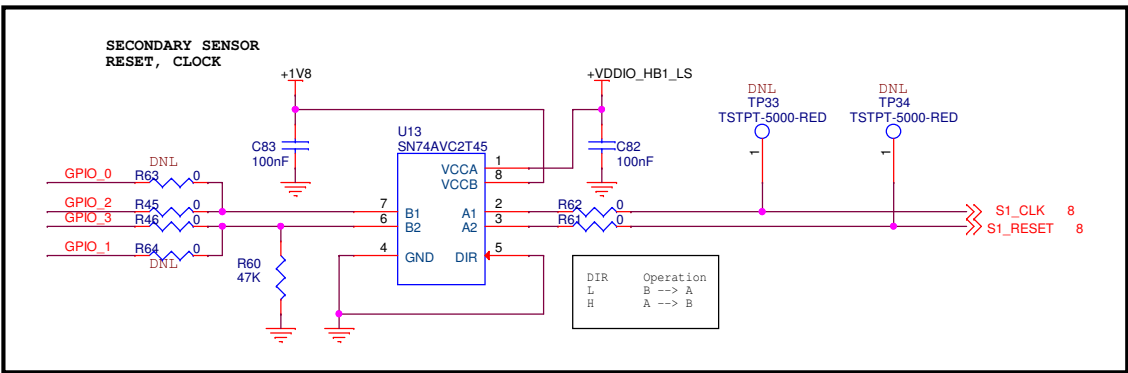 SECONDARY SENSOR
RESET, CLOCK
+1V8
+VDDIO_HB1_LS
DNL
TP33
TSTPT-5000-RED
1
DNL
TP34
TSTPT-5000-RED
1
C83
100nF
U13
SN74AVC2T45
C82
100nF
VCCA 1
VCCB 8
DNL
GPIO_0 R63 0
GPIO_2 R45 0
GPIO_3 R46 0
GPIO_1 R64 0
DNL
R60
47K
7 B1 A1 2
6 B2 A2 3
4 GND DIR 5
R62 0
R61 0
S1_CLK 8
S1_RESET 8
DIR Operation
L B --> A
H A --> B